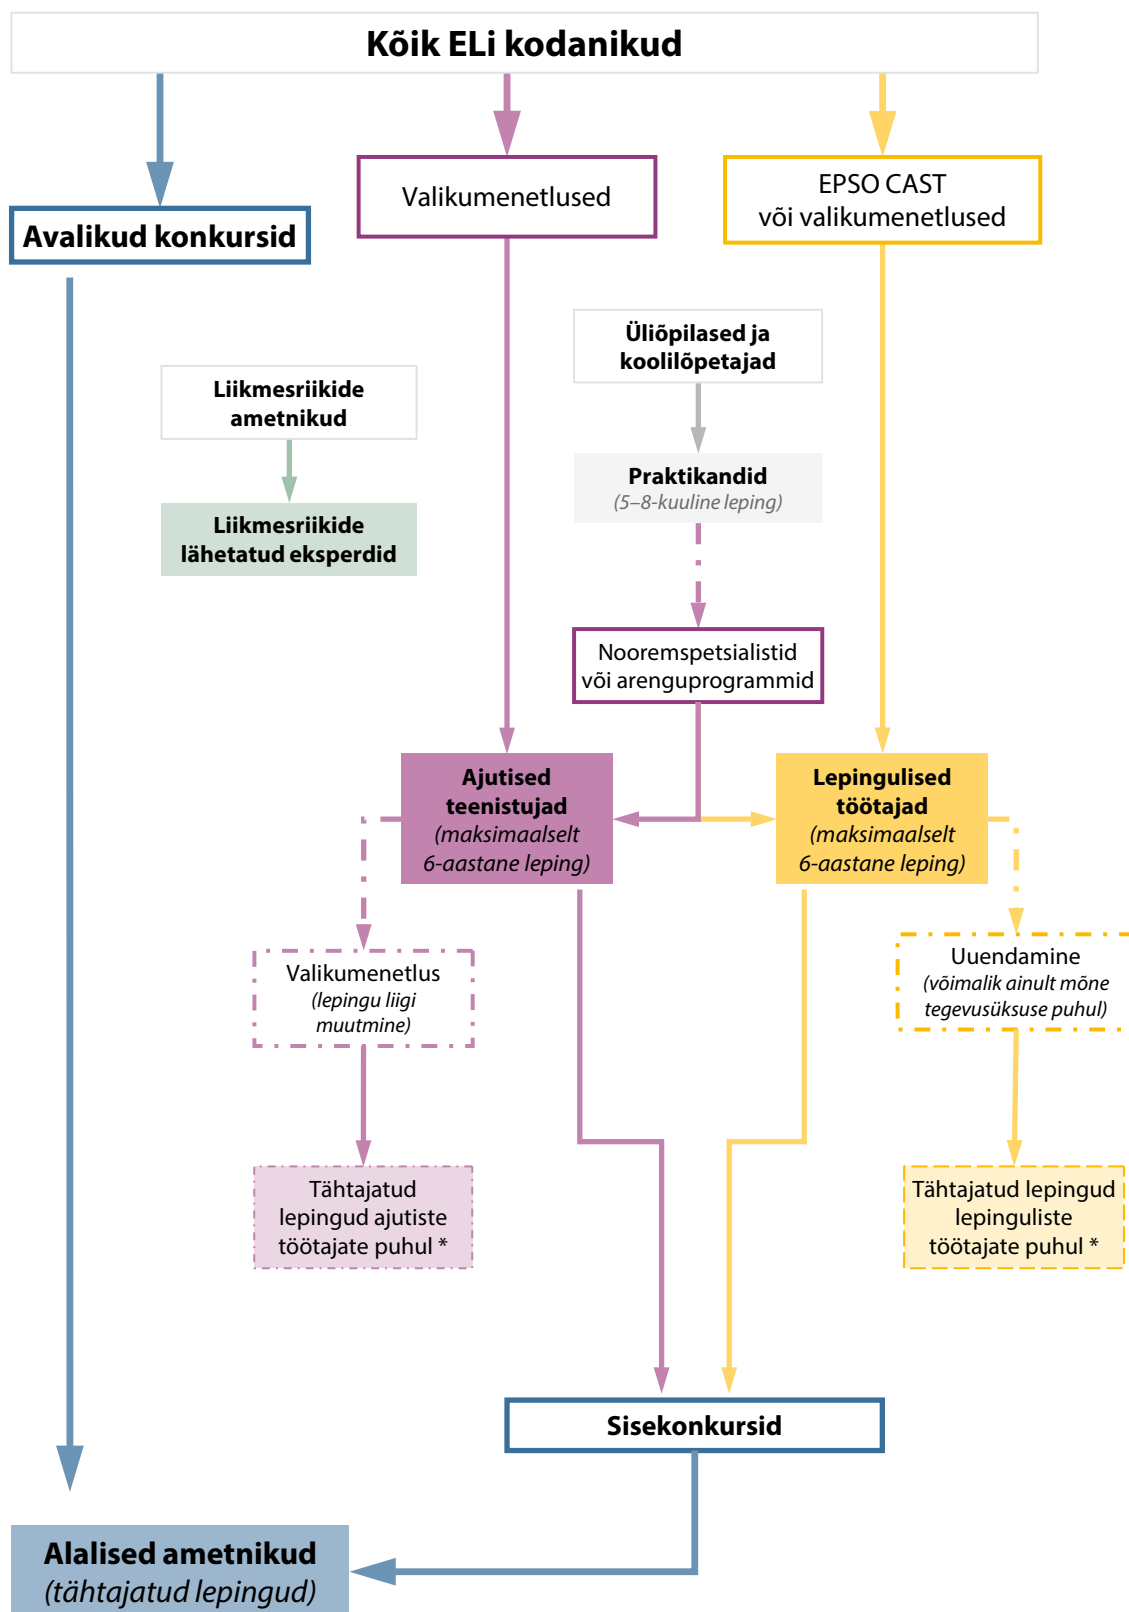 Kõik ELi kodanikud
Valikumenetlused
EPSO CAST
või valikumenetlused
Avalikud konkursid
Üliõpilased ja
koolilõpetajad
Liikmesriikide
ametnikud
Praktikandid
(5–8-kuuline leping)
Liikmesriikide
lähetatud eksperdid
Nooremspetsialistid
või arenguprogrammid
Ajutised
teenistujad
(maksimaalselt
6-aastane leping)
Lepingulised
töötajad
(maksimaalselt
6-aastane leping)
Valikumenetlus
(lepingu liigi
muutmine)
Uuendamine
(võimalik ainult mõne
tegevusüksuse puhul)
Tähtajatud
lepingud ajutiste
töötajate puhul *
Tähtajatud lepingud
lepinguliste
töötajate puhul *
Sisekonkursid
Alalised ametnikud
(tähtajatud lepingud)